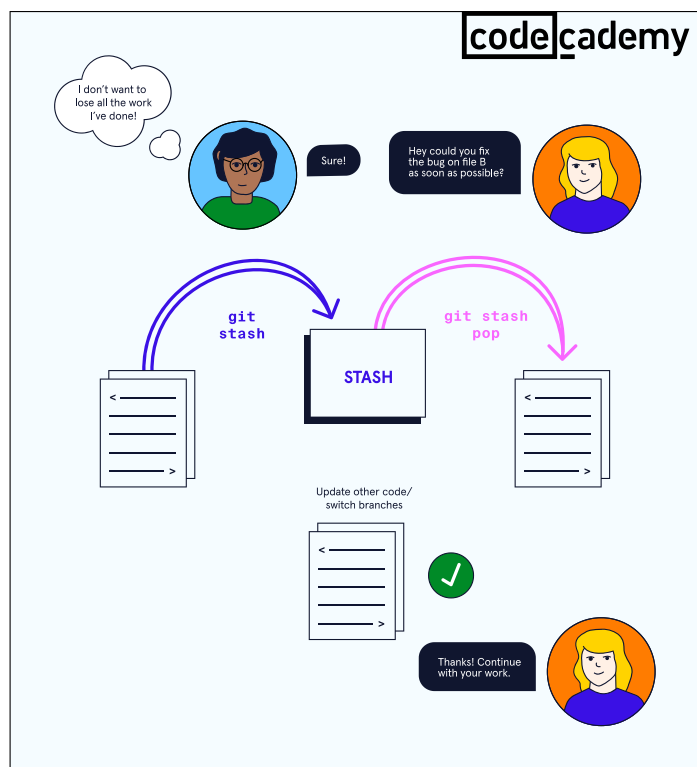 codecademy
I don't want to
lose all the work
I've done!
Sure!
Hey could you fix
the bug on file B
as soon as possible?
git
stash
git stash
pop
STASH
< 
>
< 
>
Update other code/
switch branches
<
>
Thanks! Continue
with your work.